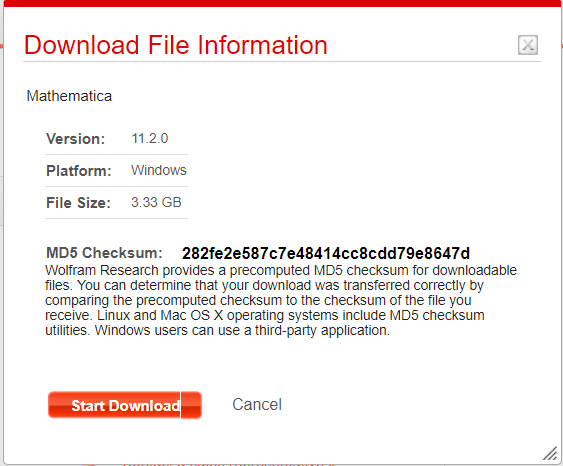 Download File Information
Mathematica
Version: 11.2.0
Platform: Windows
File Size: 3.33 GB
MD5 Checksum: 282fe2e587c7e48414cc8cdd79e8647d
Wolfram Research provides a precomputed MD5 checksum for downloadable
files. You can determine that your download was transferred correctly by
comparing the precomputed checksum to the checksum of the file you
receive. Linux and Mac OS X operating systems include MD5 checksum
utilities. Windows users can use a third-party application.
Start Download Cancel